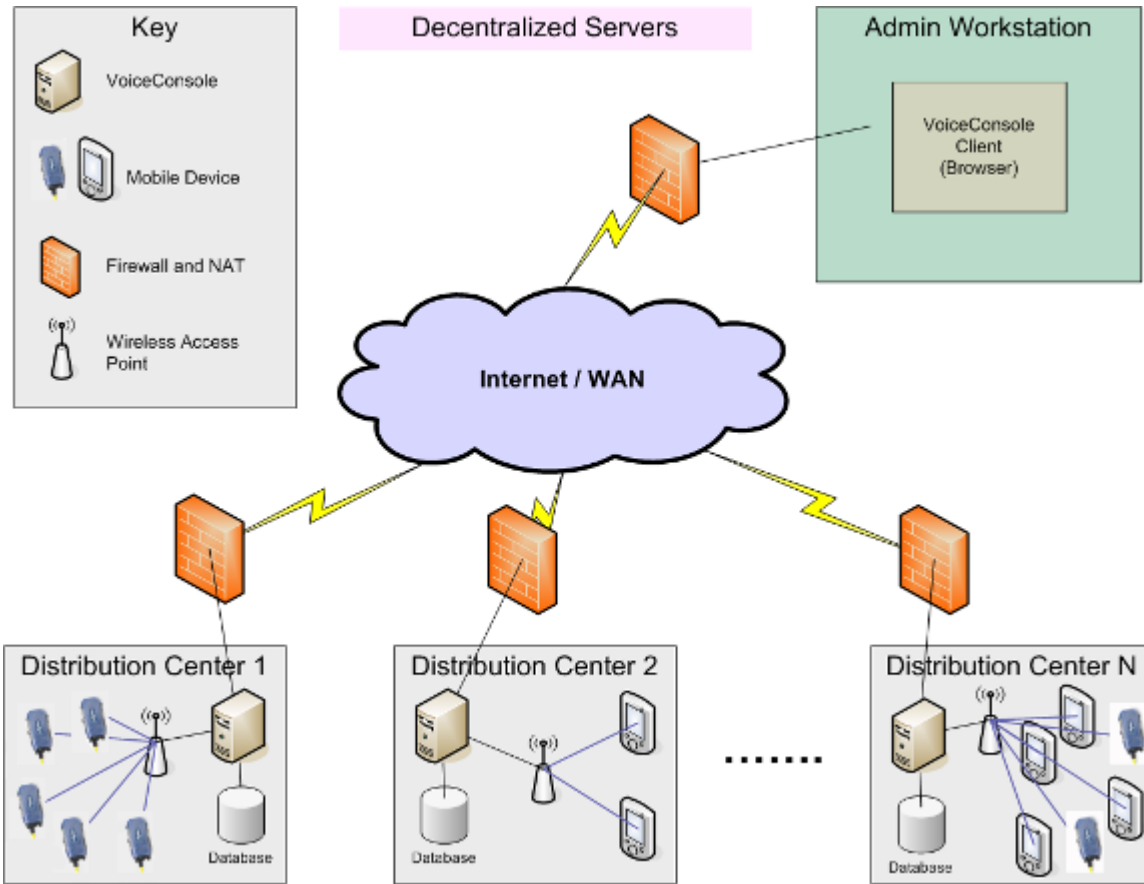 Key
VoiceConsole
Mobile Device
Firewall and NAT
Wireless Access
Point
Decentralized Servers
Admin Workstation
VoiceConsole
Client
(Browser)
Internet / WAN
Distribution Center 1
Database
Distribution Center 2
Database
Distribution Center N
Database